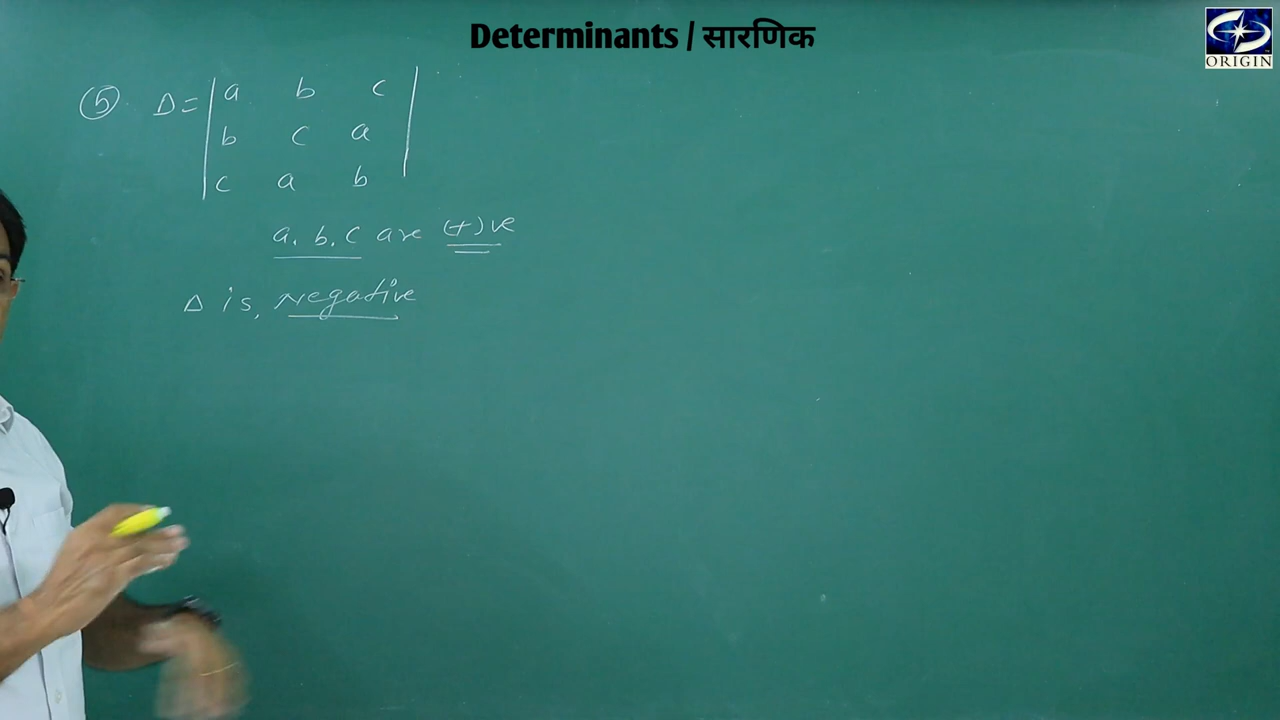 Determinants / सारणिक
ORIGIN
(5) Δ = | a b c |
| b c a |
| c a b |
a, b, c are (+)ve
Δ is, Negative